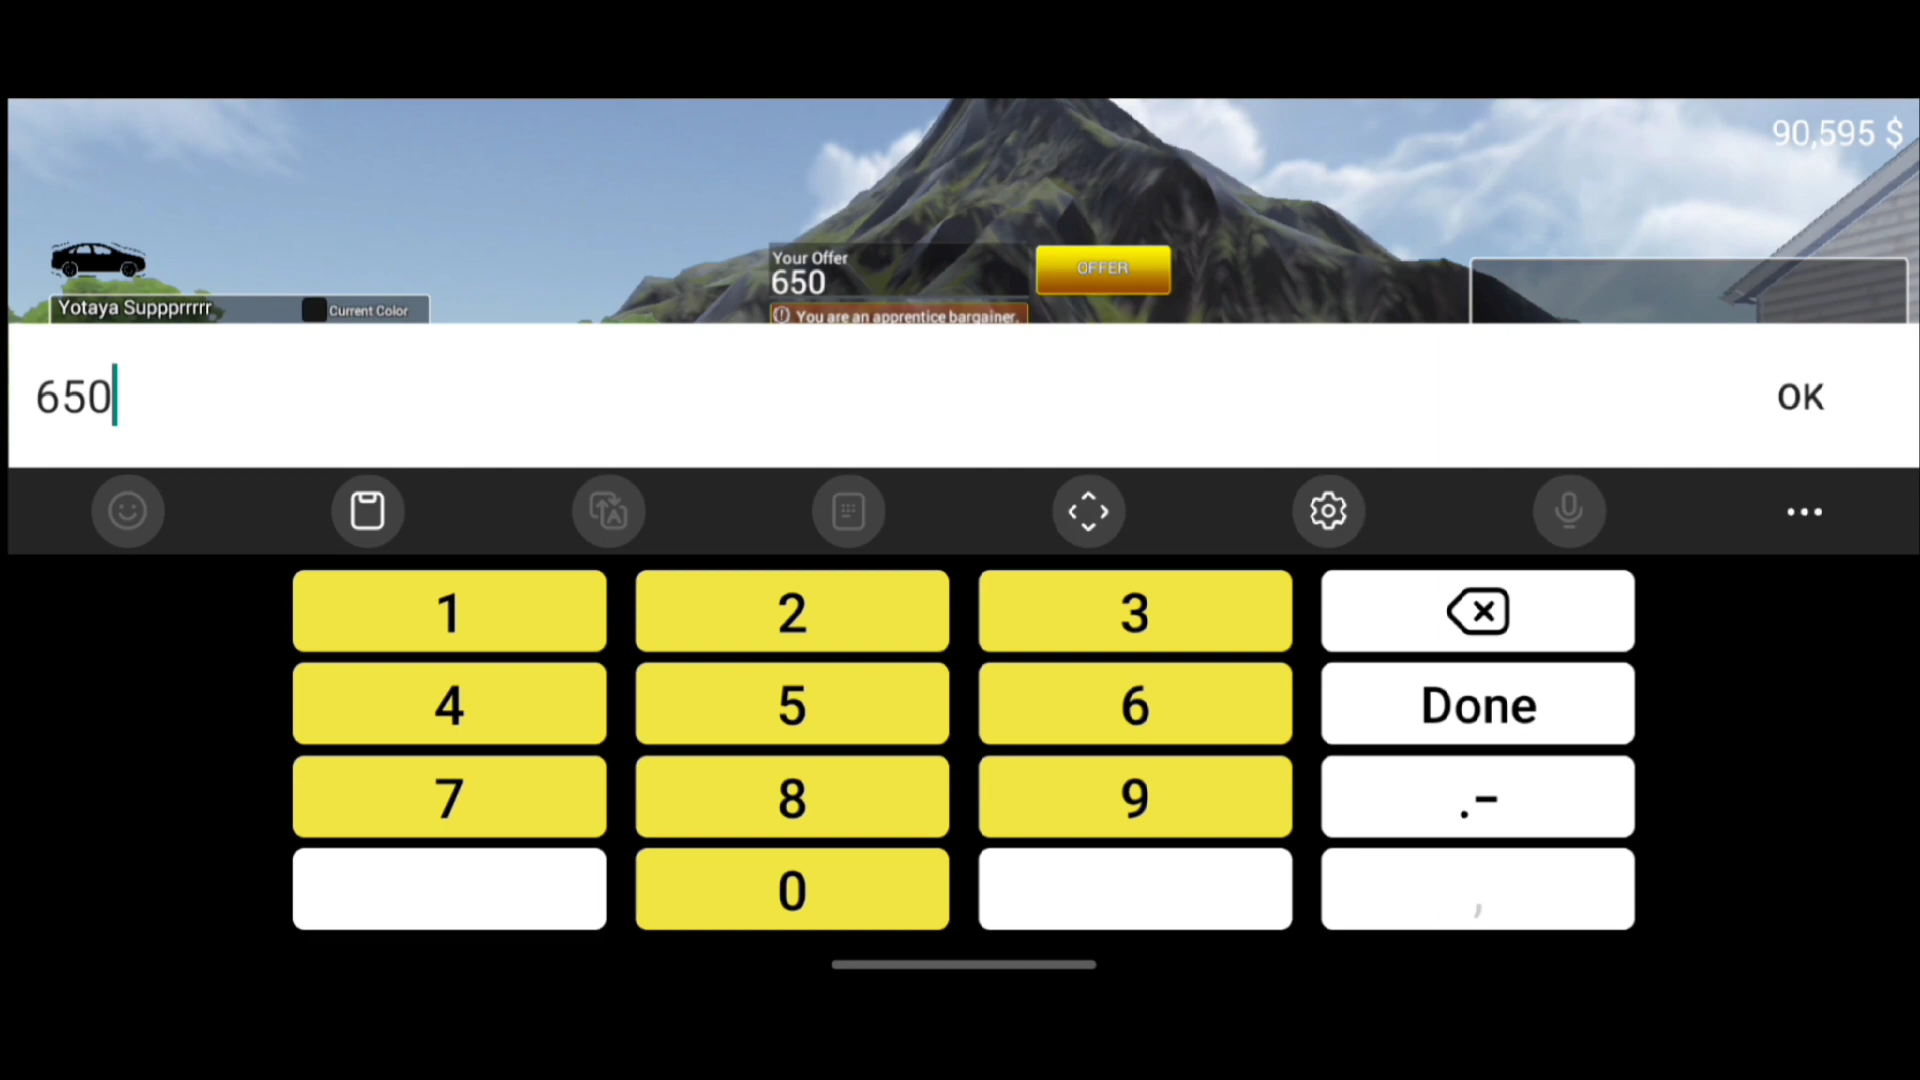 90,595 $
Your Offer
650
OFFER
Yotaya Suppprrrrr
Current Color
You are an apprentice bargainer.
650
OK
1 2 3
4 5 6 Done
7 8 9 .-
0 ,